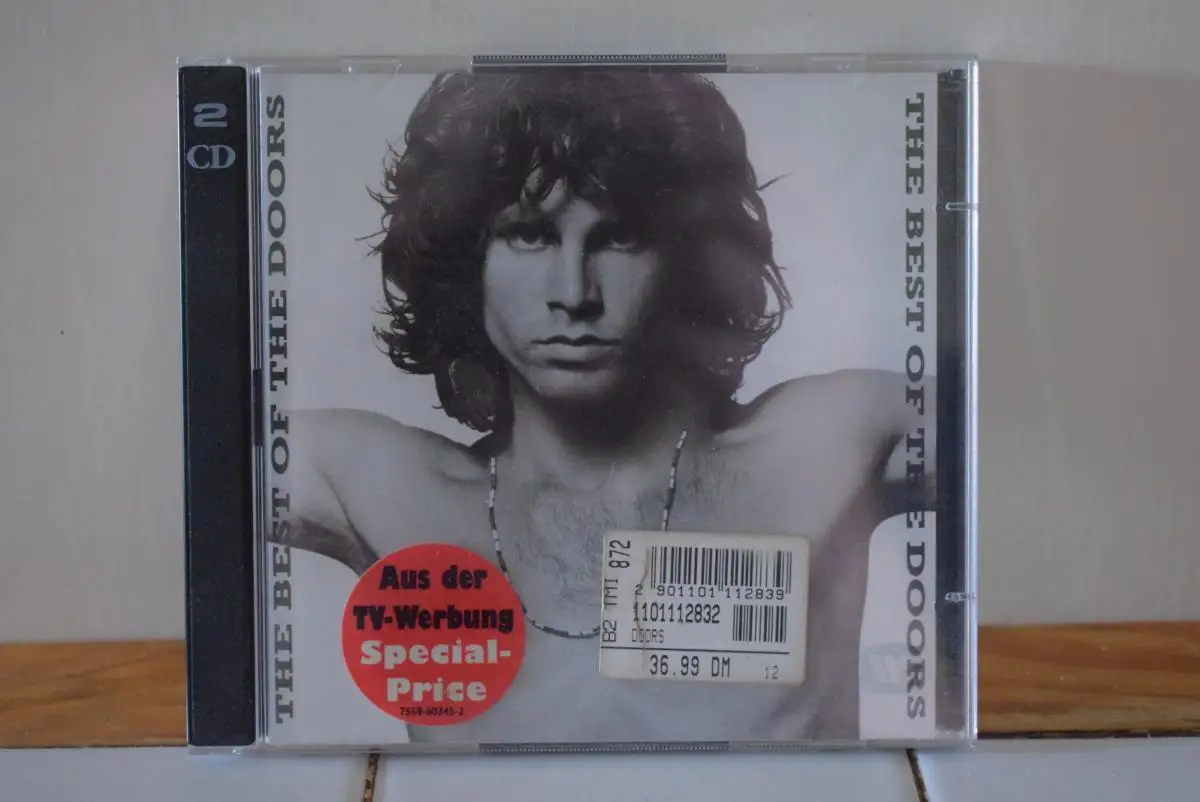 2
CD
THE BEST OF THE DOORS
THE BEST OF THE DOORS
Aus der
TV-Werbung
Special-
Price
7559-60345-2
B2 TMI 872
2 901101 112839
1101112832
DOORS
36.99 DM
12